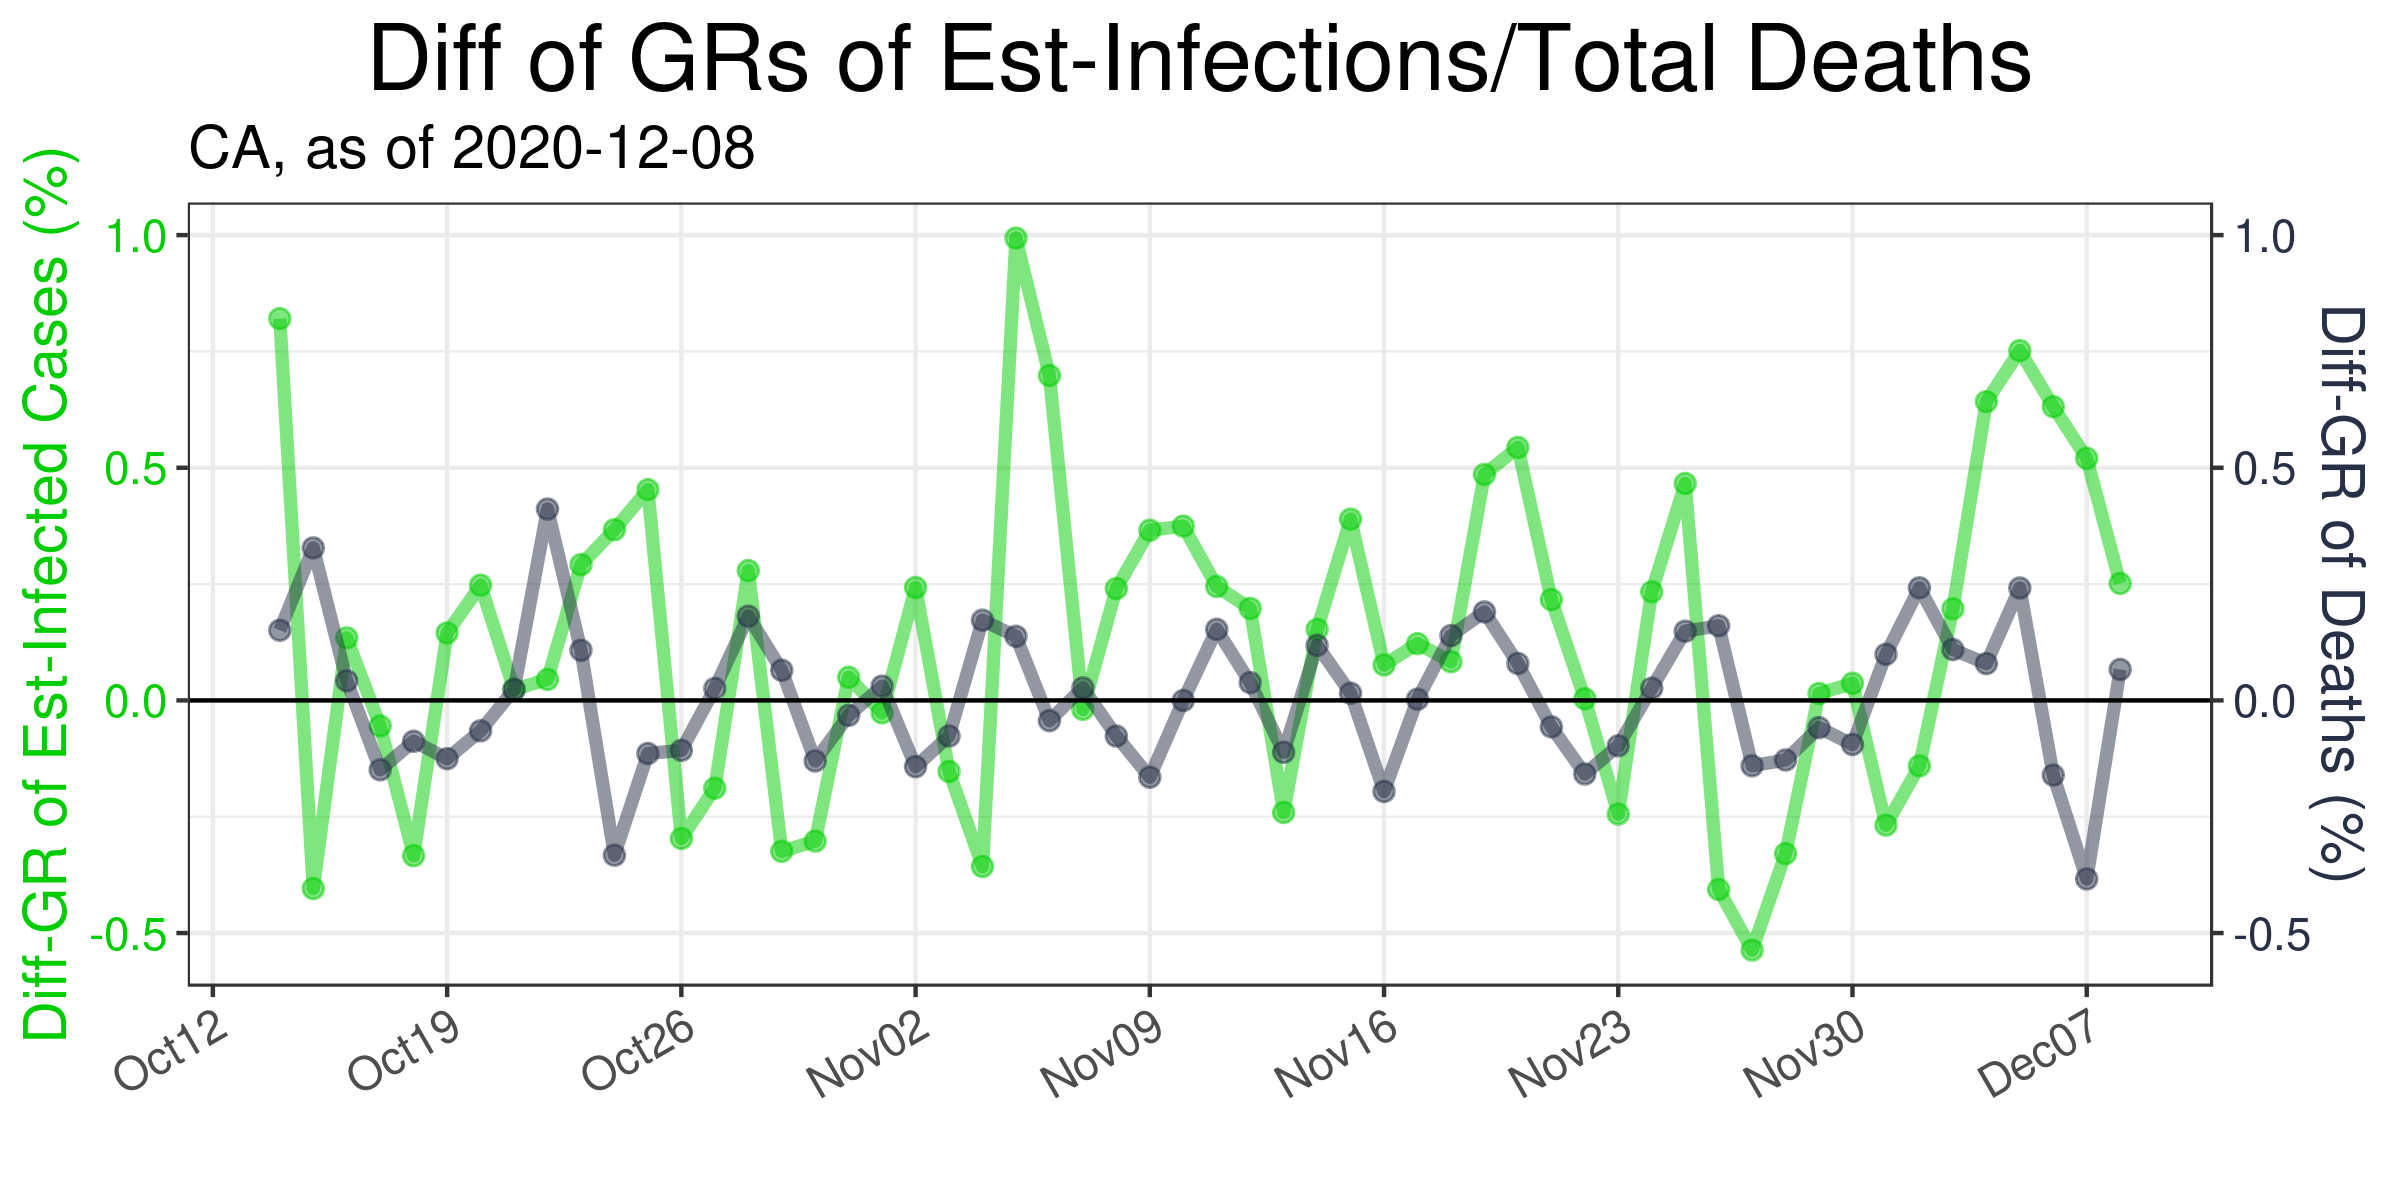 Diff of GRs of Est-Infections/Total Deaths
CA, as of 2020-12-08
Diff-GR of Est-Infected Cases (%)
1.0
0.5
0.0
-0.5
1.0
0.5
0.0
-0.5
Diff-GR of Deaths (%)
Oct12
Oct19
Oct26
Nov02
Nov09
Nov16
Nov23
Nov30
Dec07